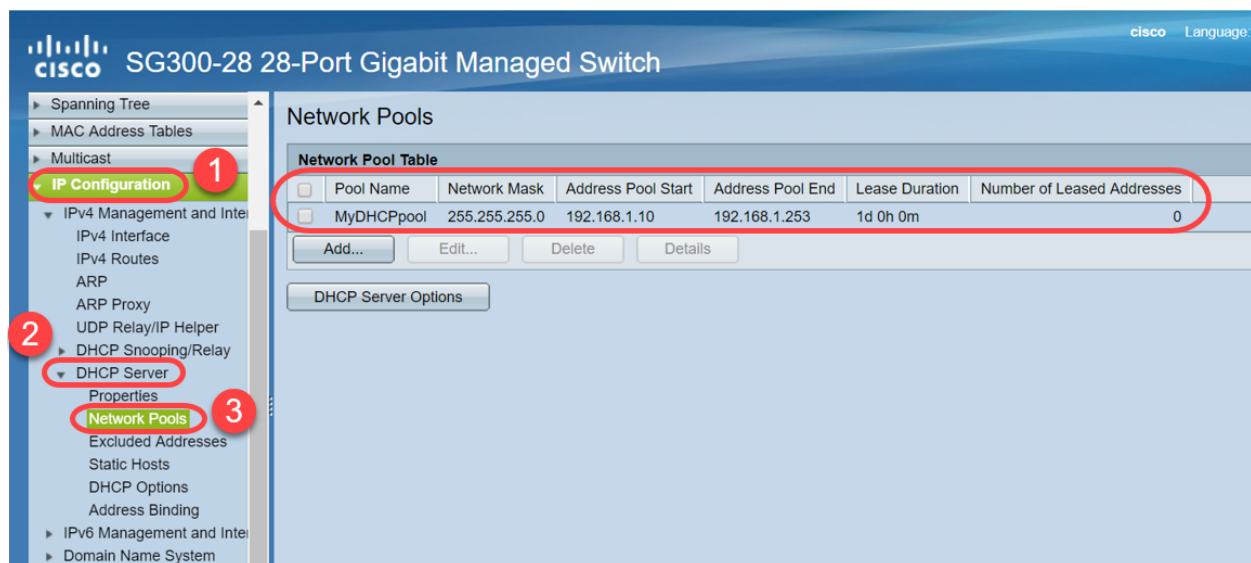 cisco Language:
CISCO SG300-28 28-Port Gigabit Managed Switch
Spanning Tree
MAC Address Tables
Multicast
1
IP Configuration
IPv4 Management and Inter
IPv4 Interface
IPv4 Routes
ARP
ARP Proxy
UDP Relay/IP Helper
2
DHCP Snooping/Relay
DHCP Server
Properties
Network Pools
3
Excluded Addresses
Static Hosts
DHCP Options
Address Binding
IPv6 Management and Inter
Domain Name System
Network Pools
Network Pool Table
Pool Name Network Mask Address Pool Start Address Pool End Lease Duration Number of Leased Addresses
MyDHCPpool 255.255.255.0 192.168.1.10 192.168.1.253 1d 0h 0m 0
Add... Edit... Delete Details
DHCP Server Options